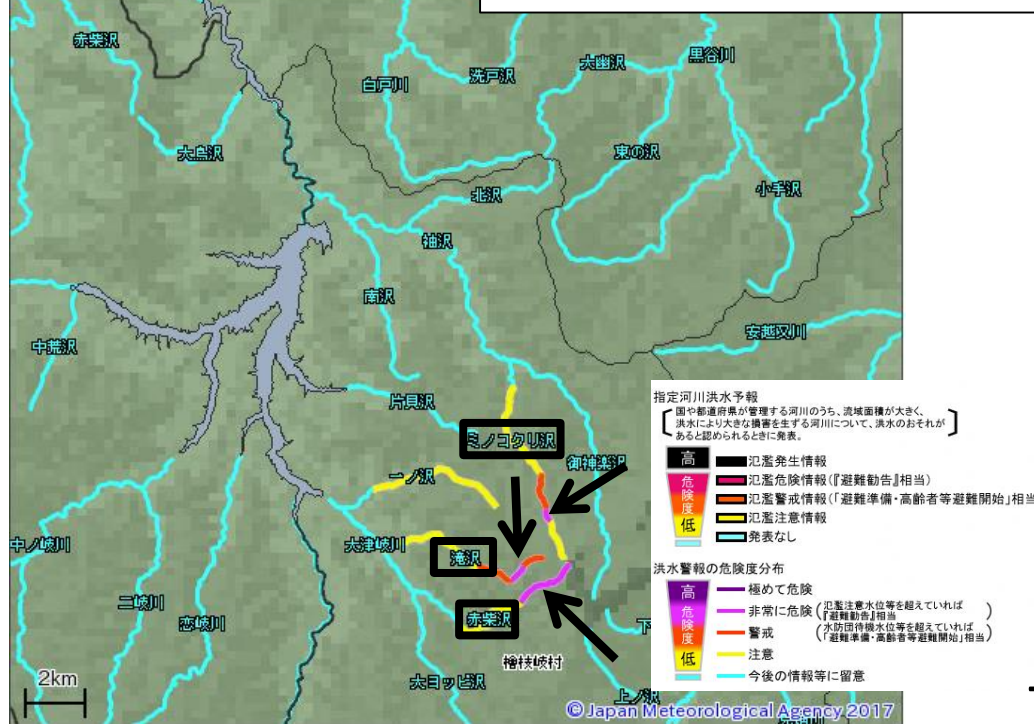 赤柴沢
白戸川
洗戸沢
大幽沢
黒谷川
大鳥沢
東の沢
小手沢
北沢
袖沢
南沢
安越又川
中荒沢
片貝沢
ミノコクリ沢
御神楽沢
一ノ沢
中ノ岐川
大津岐川
滝沢
二岐川
恋岐川
赤柴沢
下
檜枝岐村
2km
大ヨッピ沢
上ノ沢
© Japan Meteorological Agency 2017
指定河川洪水予報
国や都道府県が管理する河川のうち、流域面積が大きく、
洪水により大きな損害を生ずる河川について、洪水のおそれが
あると認められるときに発表。
高
危険度
低
氾濫発生情報
氾濫危険情報(『避難勧告』相当)
氾濫警戒情報(「避難準備・高齢者等避難開始」相当
氾濫注意情報
発表なし
洪水警報の危険度分布
高
危険度
低
極めて危険
非常に危険(氾濫注意水位等を超えていれば
『避難勧告』相当)
警戒(水防団待機水位等を超えていれば
「避難準備・高齢者等避難開始」相当)
注意
今後の情報等に留意